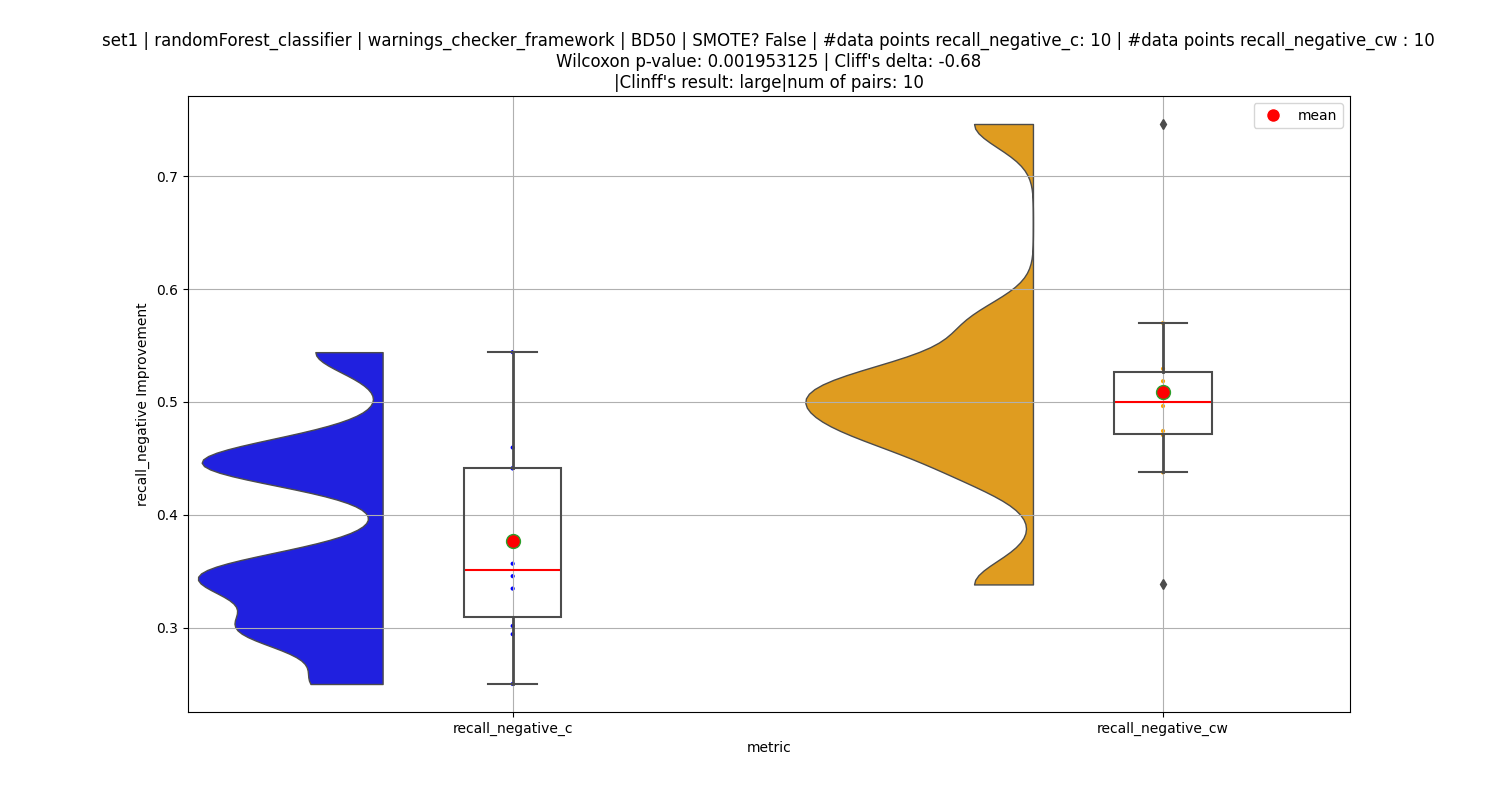 set1 | randomForest_classifier | warnings_checker_framework | BD50 | SMOTE? False | #data points recall_negative_c: 10 | #data points recall_negative_cw : 10
Wilcoxon p-value: 0.001953125 | Cliff's delta: -0.68
|Clinff's result: large|num of pairs: 10
mean
0.7
0.6
0.5
0.4
0.3
recall_negative Improvement
recall_negative_c
recall_negative_cw
metric